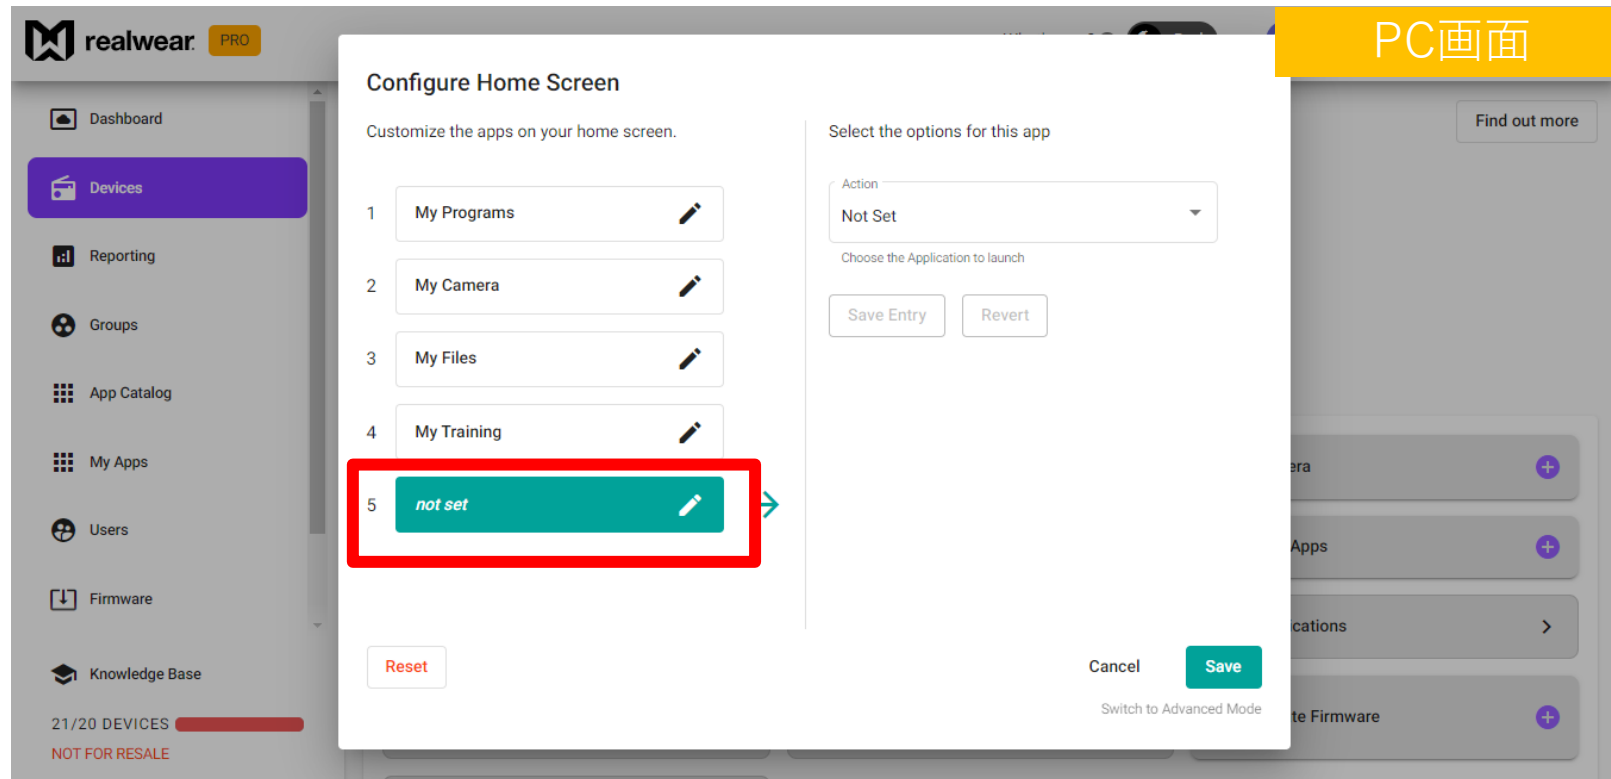 realwear.
PRO
PC画面
Dashboard
Devices
Reporting
Groups
App Catalog
My Apps
Users
Firmware
Knowledge Base
21/20 DEVICES
NOT FOR RESALE
Configure Home Screen
Customize the apps on your home screen.
1 My Programs
2 My Camera
3 My Files
4 My Training
5 not set
Reset
Select the options for this app
Action
Not Set
Choose the Application to launch
Save Entry
Revert
Cancel
Save
Switch to Advanced Mode
Find out more
era
Apps
ications
te Firmware